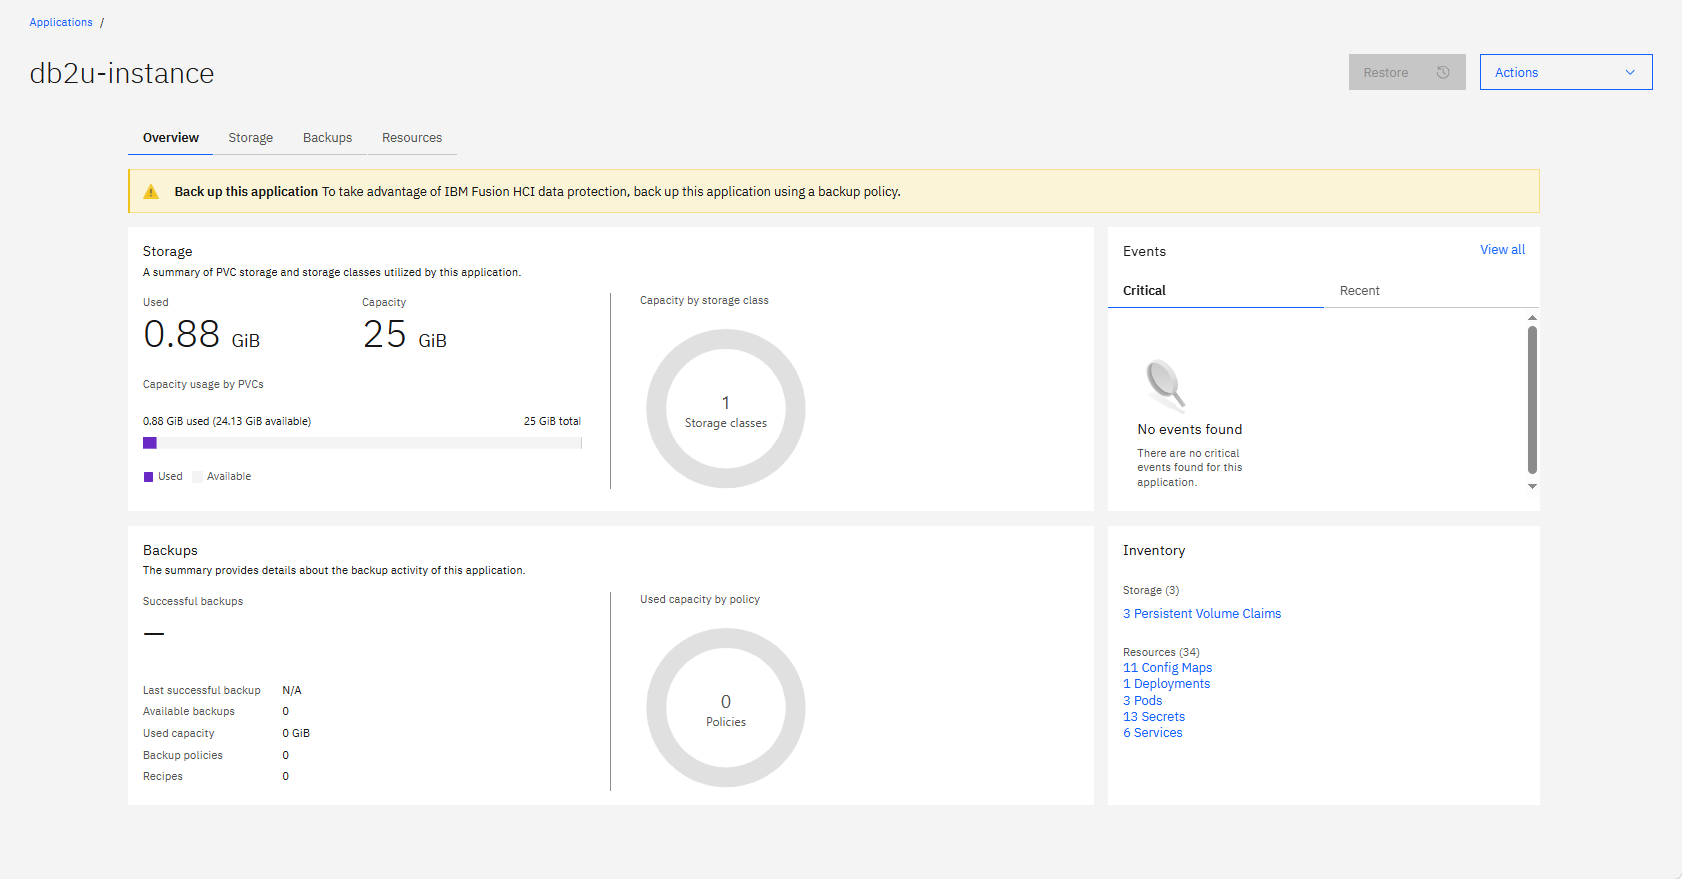 Applications /
db2u-instance
Restore
Actions
Overview Storage Backups Resources
Back up this application To take advantage of IBM Fusion HCI data protection, back up this application using a backup policy.
Storage
A summary of PVC storage and storage classes utilized by this application.
Used Capacity
0.88 GiB 25 GiB
Capacity usage by PVCs
0.88 GiB used (24.13 GiB available) 25 GiB total
Used Available
Capacity by storage class
1
Storage classes
Events View all
Critical Recent
No events found
There are no critical
events found for this
application.
Backups
The summary provides details about the backup activity of this application.
Successful backups
—
Last successful backup N/A
Available backups 0
Used capacity 0 GiB
Backup policies 0
Recipes 0
Used capacity by policy
0
Policies
Inventory
Storage (3)
3 Persistent Volume Claims
Resources (34)
11 Config Maps
1 Deployments
3 Pods
13 Secrets
6 Services